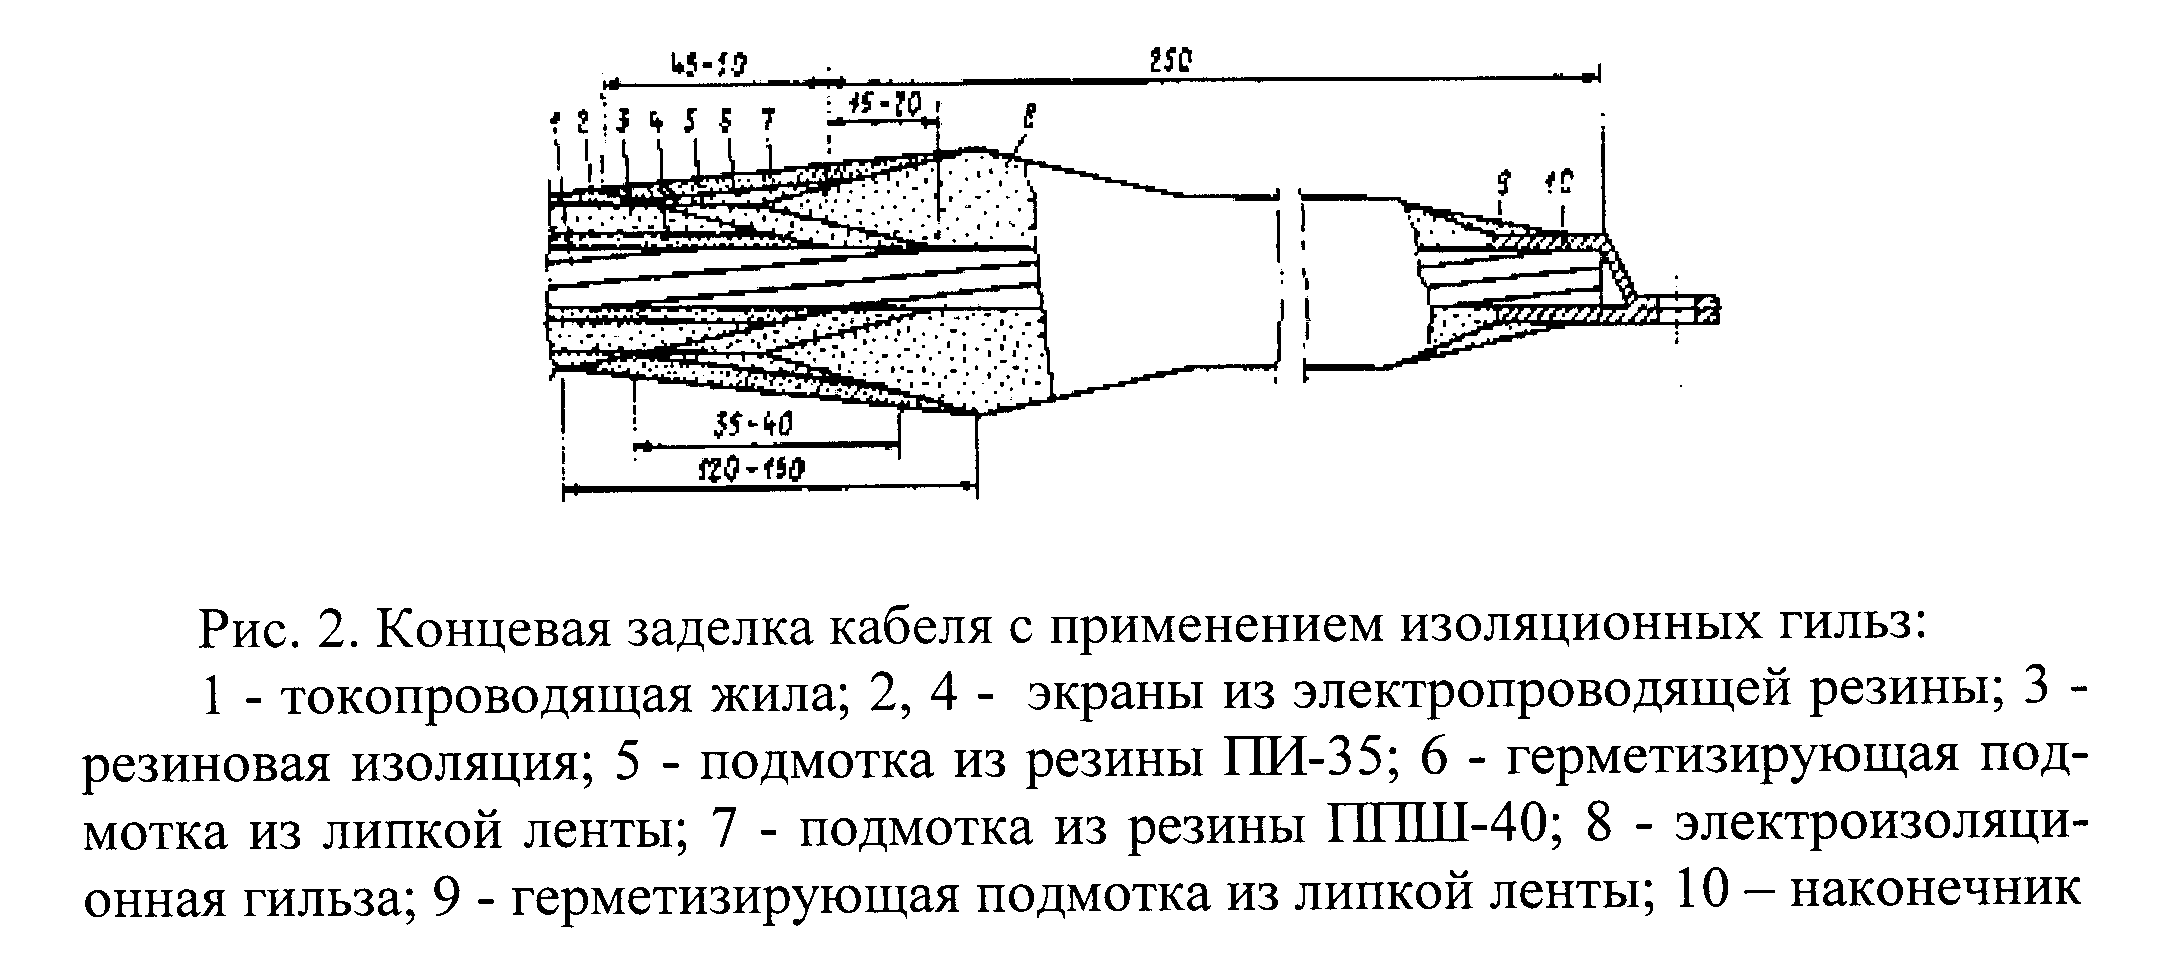 45-50
250
15-20
1 2 3 4 5 6 7
8
9 10
35-40
120-150
Рис. 2. Концевая заделка кабеля с применением изоляционных гильз:
1 - токопроводящая жила; 2, 4 - экраны из электропроводящей резины; 3 -
резиновая изоляция; 5 - подмотка из резины ПИ-35; 6 - герметизирующая под-
мотка из липкой ленты; 7 - подмотка из резины ППШ-40; 8 - электроизоляци-
онная гильза; 9 - герметизирующая подмотка из липкой ленты; 10 – наконечник